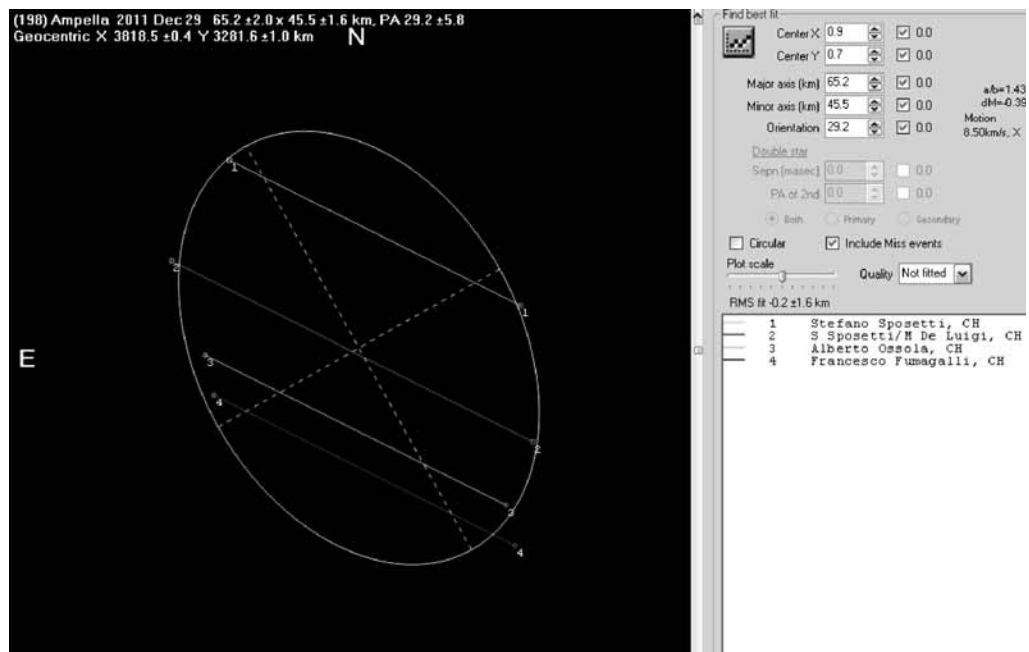 (198) Ampella 2011 Dec 29 65.2 ±2.0 x 45.5 ±1.6 km, PA 29.2 ±5.8
Geocentric X 3818.5 ±0.4 Y 3281.6 ±1.0 km
N
E
1
1
2
2
3
3
4
4
Find best fit
Center X 0.9 0.0
Center Y 0.7 0.0
Major axis (km) 65.2 0.0
Minor axis (km) 45.5 0.0
Orientation 29.2 0.0
a/b=1.43
dM=-0.39
Motion
8.50km/s, X
Double star
Sepn (masec) 0.0 0.0
PA of 2nd 0.0 0.0
Both Primary Secondary
Circular Include Miss events
Plot scale
Quality Not fitted
RMS fit -0.2 ±1.6 km
1 Stefano Sposetti, CH
2 S Sposetti/M De Luigi, CH
3 Alberto Ossola, CH
4 Francesco Fumagalli, CH